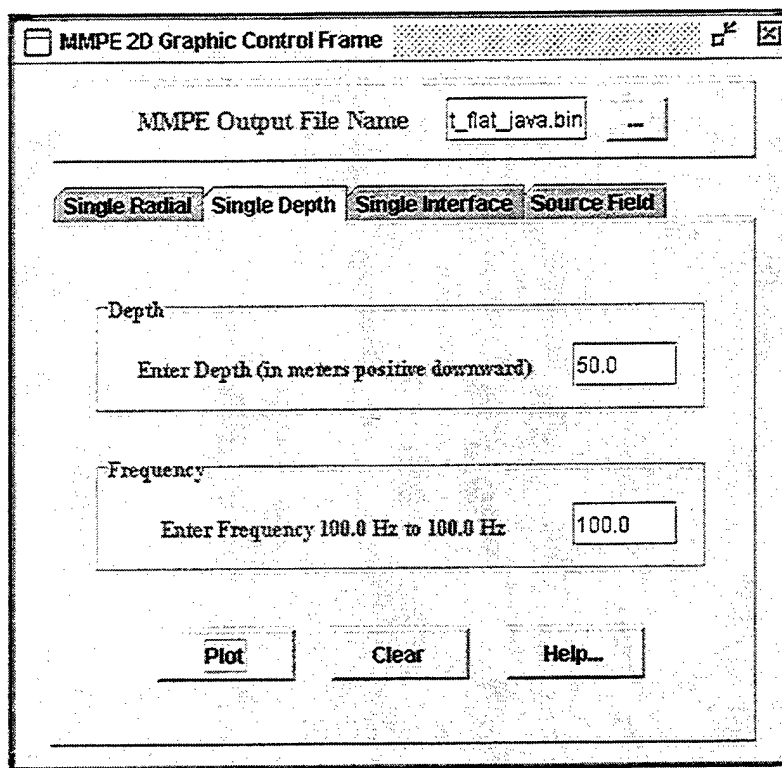 MMPE 2D Graphic Control Frame
MMPE Output File Name t_flat_java.bin ...
Single Radial Single Depth Single Interface Source Field
Depth
Enter Depth (in meters positive downward) 50.0
Frequency
Enter Frequency 100.0 Hz to 100.0 Hz 100.0
Plot Clear Help...